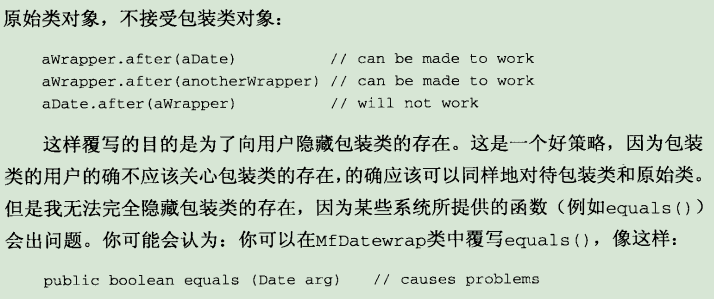 原始类对象，不接受包装类对象：
aWrapper.after(aDate)    // can be made to work
aWrapper.after(anotherWrapper) // can be made to work
aDate.after(aWrapper)    // will not work
这样覆写的目的是为了向用户隐藏包装类的存在。这是一个好策略，因为包装
类的用户的确不应该关心包装类的存在，的确应该可以同样地对待包装类和原始类。
但是我无法完全隐藏包装类的存在，因为某些系统所提供的函数（例如equals()）
会出问题。你可能会认为：你可以在MfDatewrap类中覆写equals()，像这样：
public boolean equals (Date arg)   // causes problems